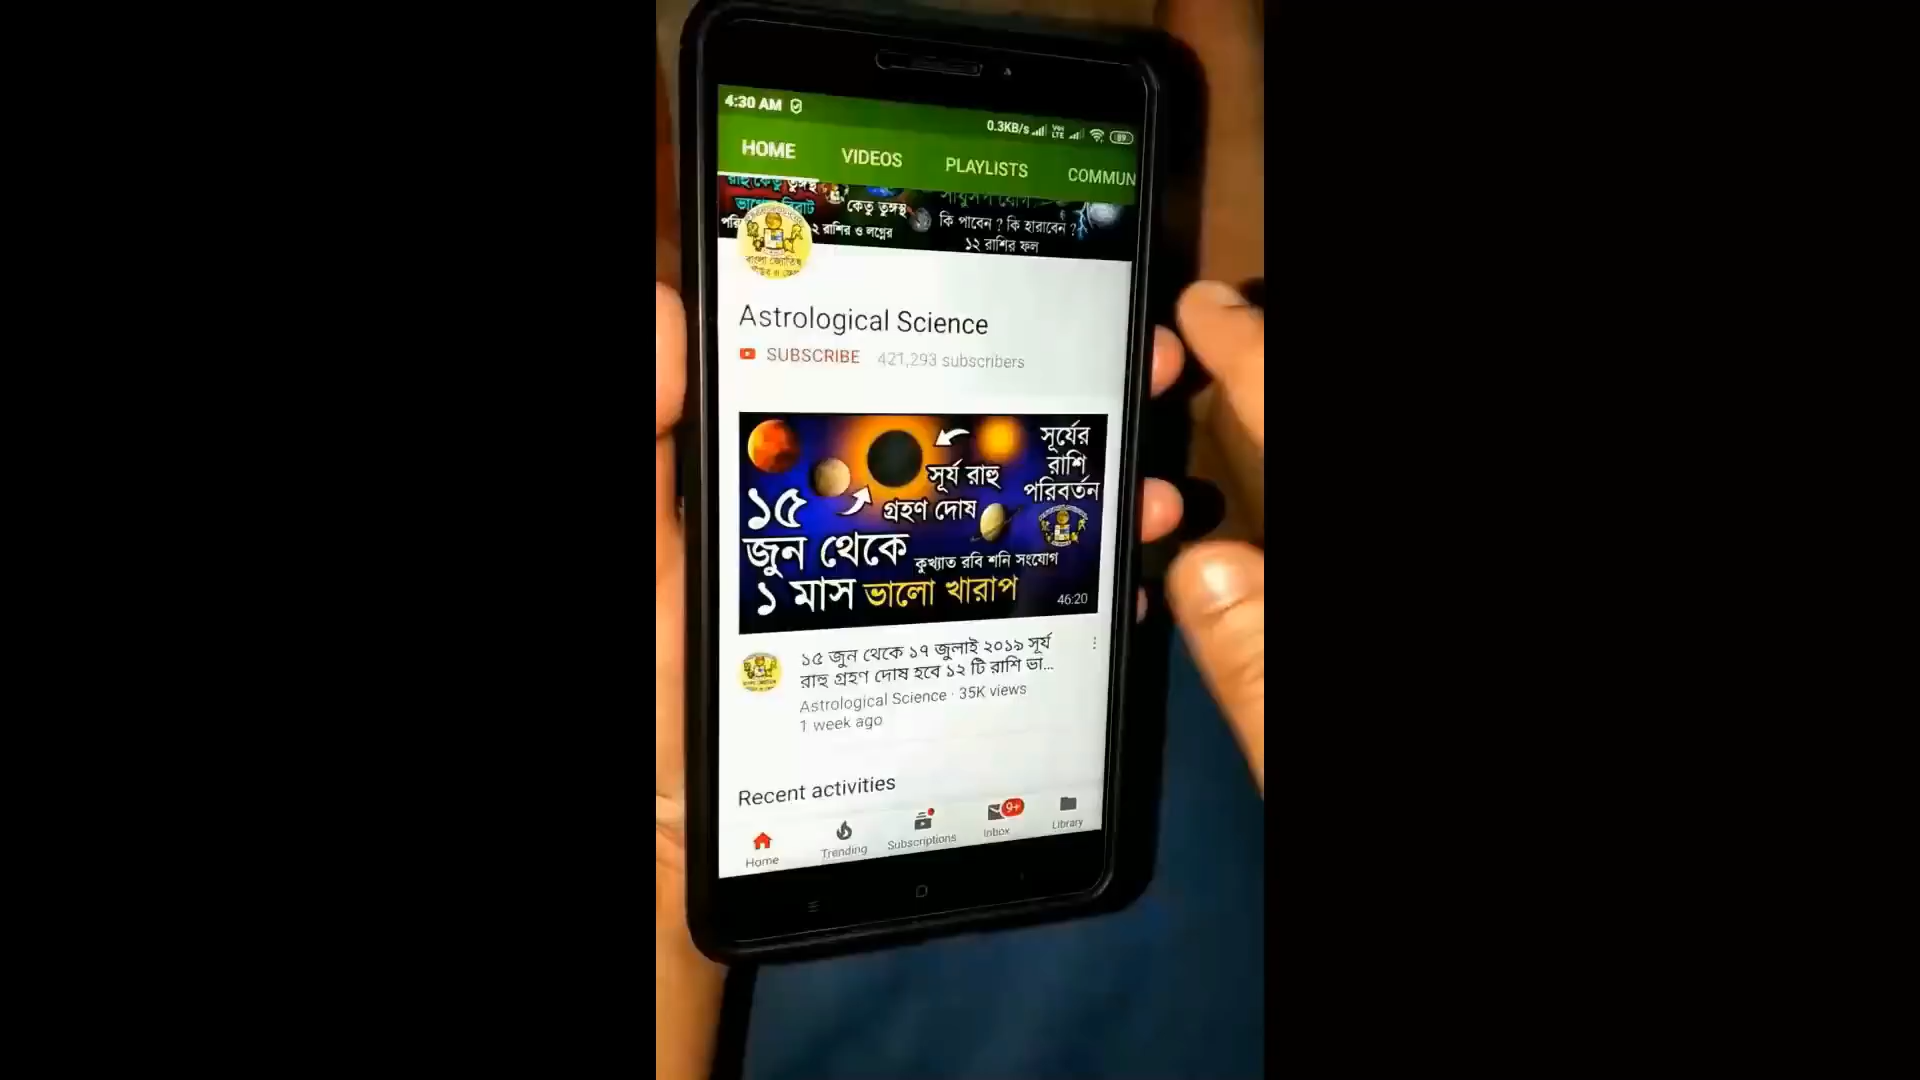 4:30 AM
0.3KB/s
89
HOME VIDEOS PLAYLISTS COMMUN
রাহু কেতু তুঙ্গস্থ
কেতু তুঙ্গস্থ
২ রাশির ও লগ্নের
কি পাবেন ? কি হারাবেন ?
১২ রাশির ফল
Astrological Science
SUBSCRIBE 421,293 subscribers
সূর্যের
রাশি
পরিবর্তন
সূর্য রাহু
গ্রহণ দোষ
১৫
জুন থেকে
কুখ্যাত রবি শনি সংযোগ
১ মাস ভালো খারাপ
46:20
১৫ জুন থেকে ১৭ জুলাই ২০১৯ সূর্য
রাহু গ্রহণ দোষ হবে ১২ টি রাশি ভা...
Astrological Science · 35K views
1 week ago
Recent activities
9+
Home Trending Subscriptions Inbox Library